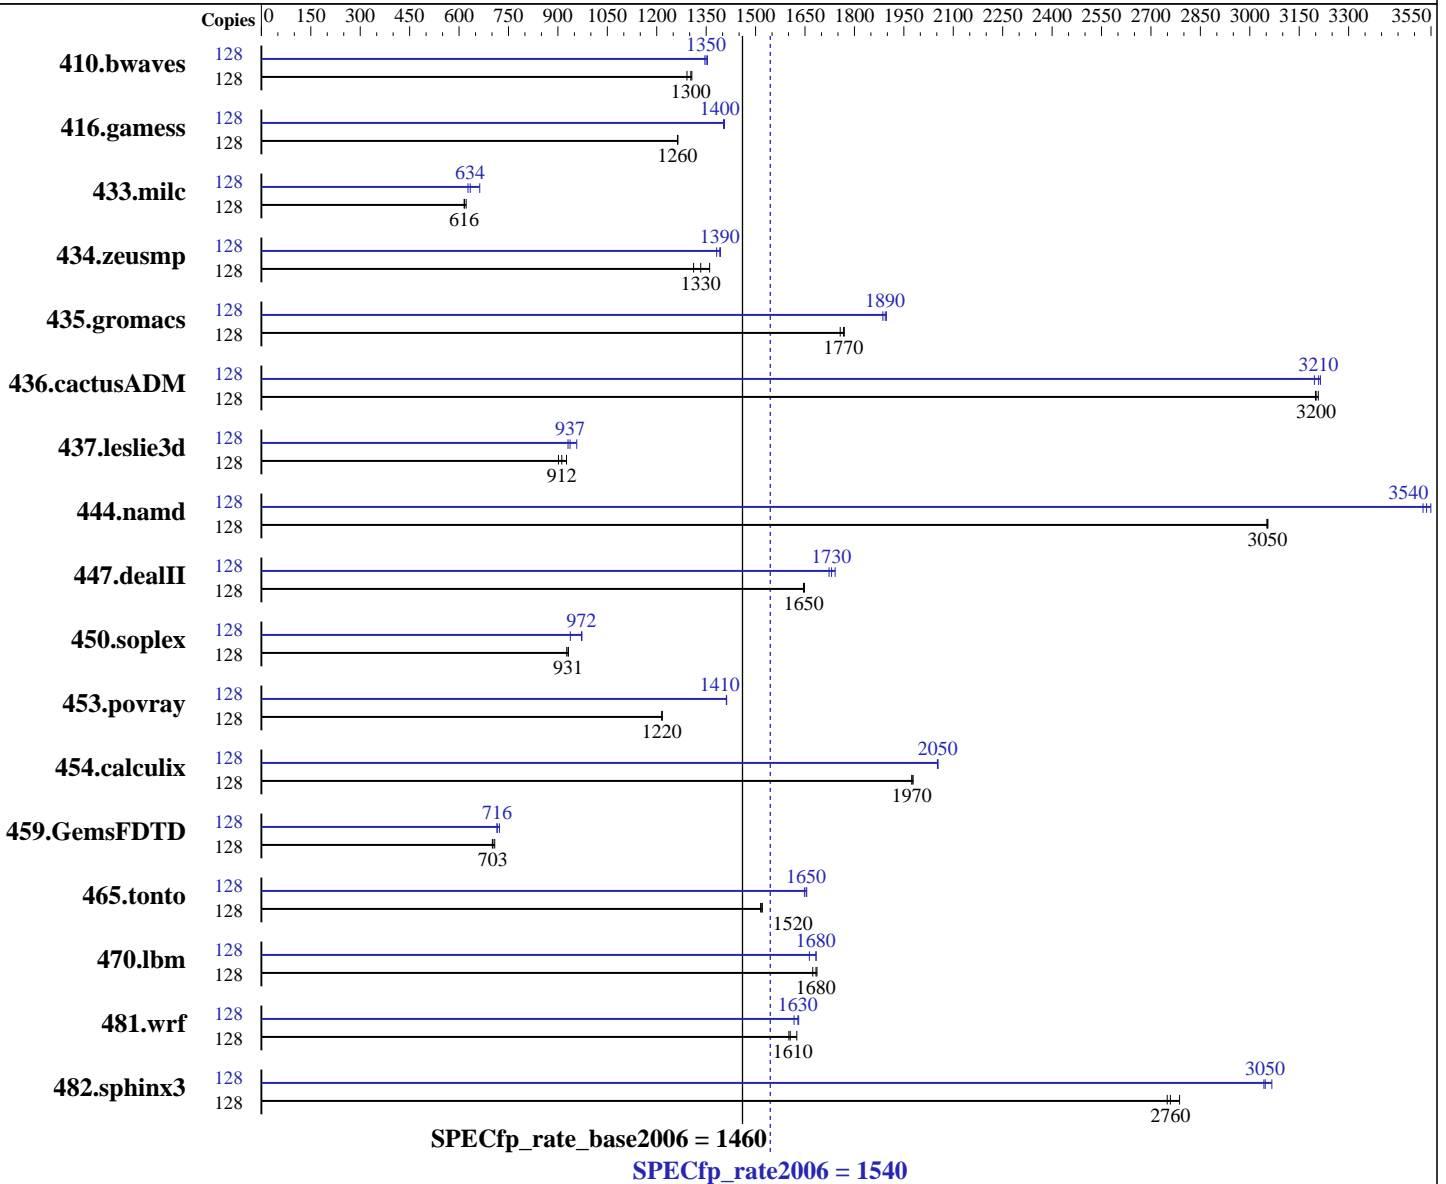 Copies 0 150 300 450 600 750 900 1050 1200 1350 1500 1650 1800 1950 2100 2250 2400 2550 2700 2850 3000 3150 3300 3550
410.bwaves 128 1350
128 1300
416.gamess 128 1400
128 1260
433.milc 128 634
128 616
434.zeusmp 128 1390
128 1330
435.gromacs 128 1890
128 1770
436.cactusADM 128 3210
128 3200
437.leslie3d 128 937
128 912
444.namd 128 3540
128 3050
447.dealII 128 1730
128 1650
450.soplex 128 972
128 931
453.povray 128 1410
128 1220
454.calculix 128 2050
128 1970
459.GemsFDTD 128 716
128 703
465.tonto 128 1650
128 1520
470.lbm 128 1680
128 1680
481.wrf 128 1630
128 1610
482.sphinx3 128 3050
128 2760
SPECfp_rate_base2006 = 1460
SPECfp_rate2006 = 1540